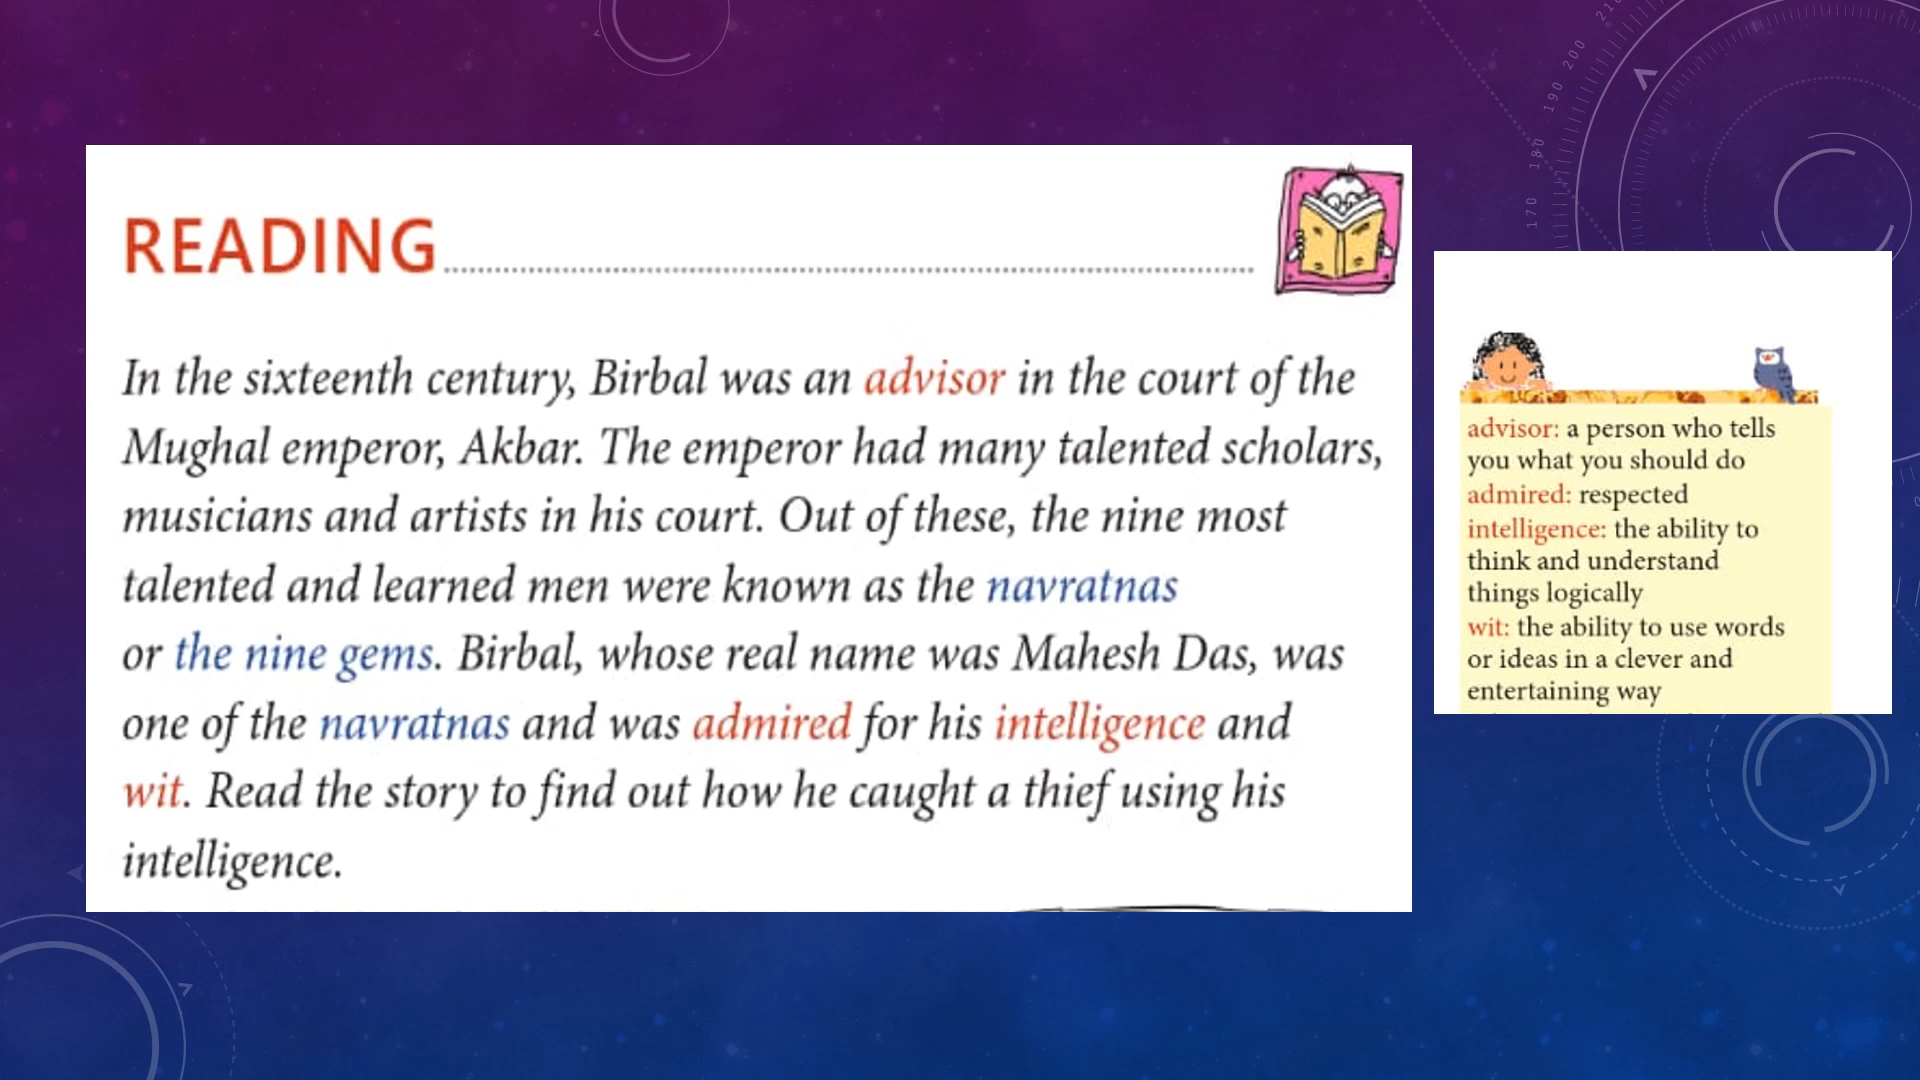 READING
In the sixteenth century, Birbal was an advisor in the court of the
Mughal emperor, Akbar. The emperor had many talented scholars,
musicians and artists in his court. Out of these, the nine most
talented and learned men were known as the navratnas
or the nine gems. Birbal, whose real name was Mahesh Das, was
one of the navratnas and was admired for his intelligence and
wit. Read the story to find out how he caught a thief using his
intelligence.
advisor: a person who tells
you what you should do
admired: respected
intelligence: the ability to
think and understand
things logically
wit: the ability to use words
or ideas in a clever and
entertaining way
210
200
190
180
170